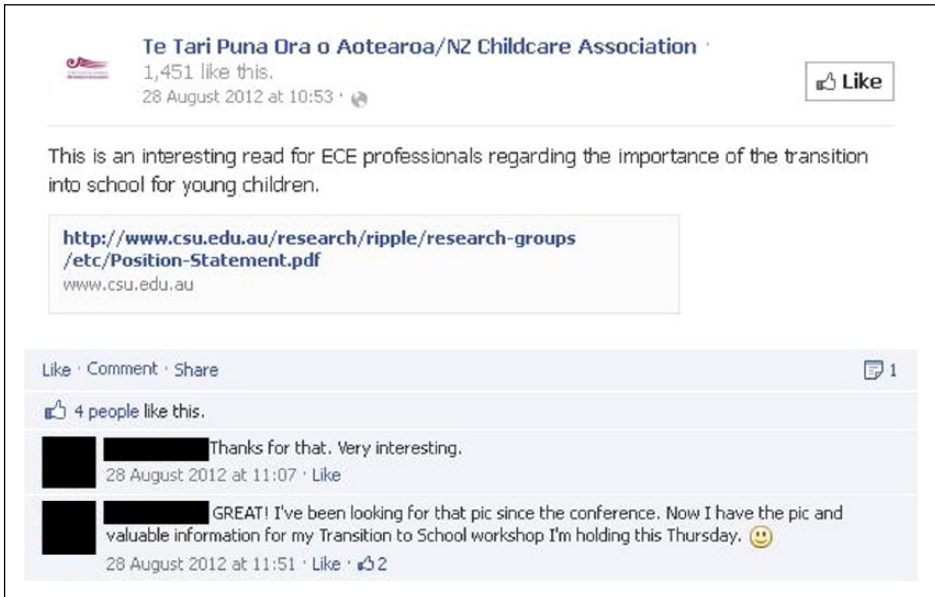 Te Tari Puna Ora o Aotearoa/NZ Childcare Association ·
1,451 like this.
28 August 2012 at 10:53 ·
Like
This is an interesting read for ECE professionals regarding the importance of the transition
into school for young children.
http://www.csu.edu.au/research/ripple/research-groups
/etc/Position-Statement.pdf
www.csu.edu.au
Like · Comment · Share 1
4 people like this.
Thanks for that. Very interesting.
28 August 2012 at 11:07 · Like
GREAT! I've been looking for that pic since the conference. Now I have the pic and
valuable information for my Transition to School workshop I'm holding this Thursday.
28 August 2012 at 11:51 · Like · 2